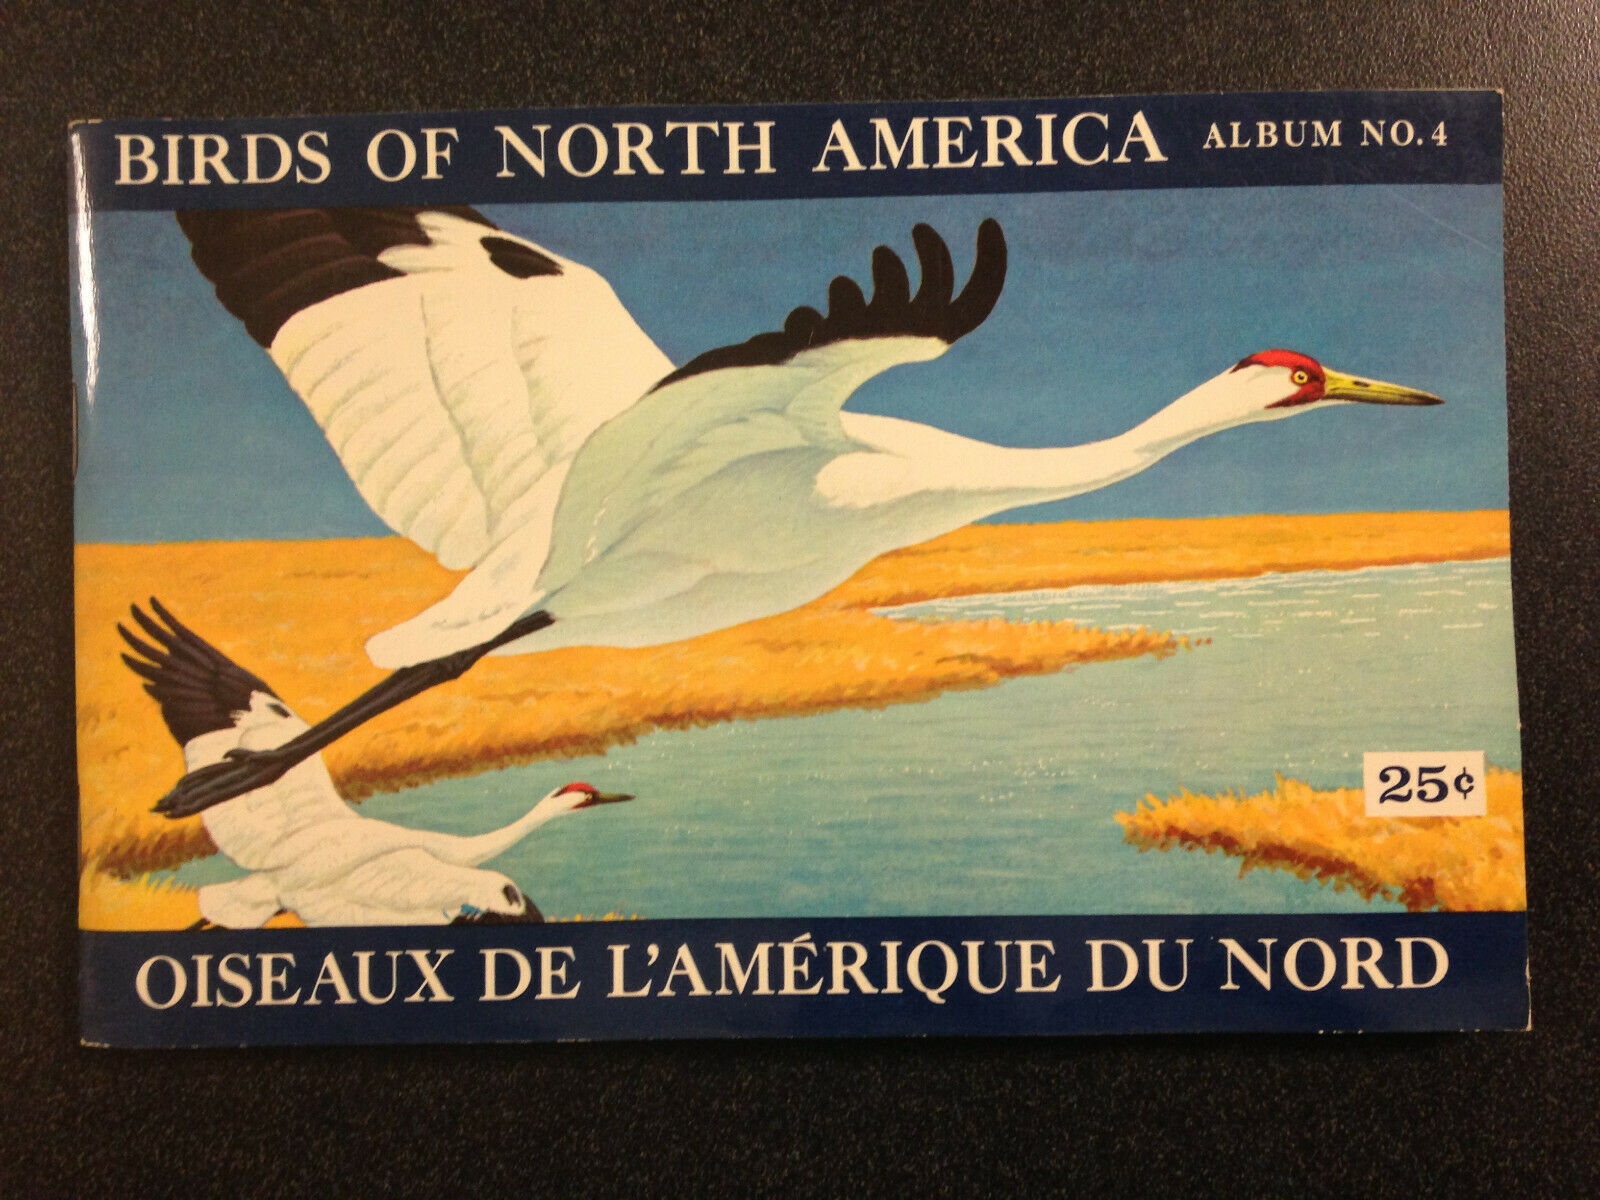 BIRDS OF NORTH AMERICA ALBUM NO. 4
25¢
OISEAUX DE L'AMÉRIQUE DU NORD